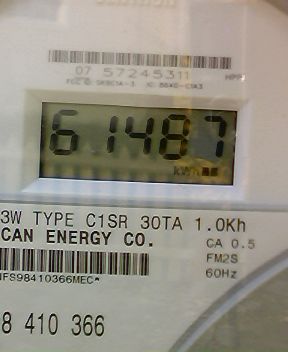 07 57245311
61487
kWh
3W TYPE C1SR 30TA 1.0Kh
CAN ENERGY CO.
CA 0.5
FM2S
60Hz
NFS98410366MEC*
8 410 366